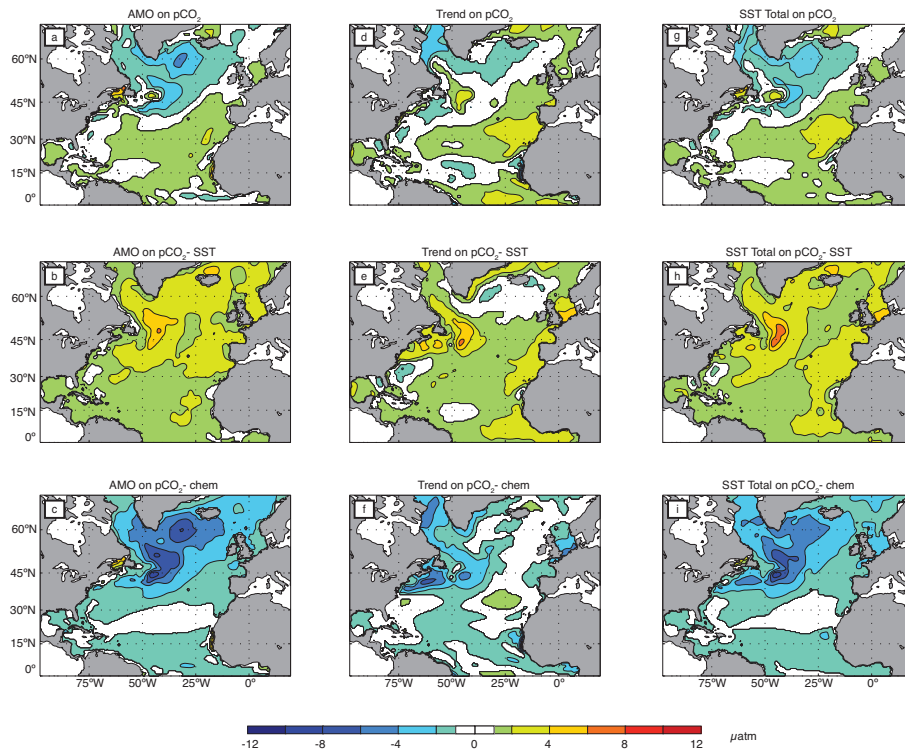 AMO on pCO₂ Trend on pCO₂ SST Total on pCO₂
a d g
60°N
45°N
30°N
15°N
0°
AMO on pCO₂- SST Trend on pCO₂- SST SST Total on pCO₂- SST
b e h
60°N
45°N
30°N
15°N
0°
AMO on pCO₂- chem Trend on pCO₂- chem SST Total on pCO₂- chem
c f i
60°N
45°N
30°N
15°N
0°
75°W 50°W 25°W 0° 75°W 50°W 25°W 0° 75°W 50°W 25°W 0°
-12 -8 -4 0 4 8 12 µatm